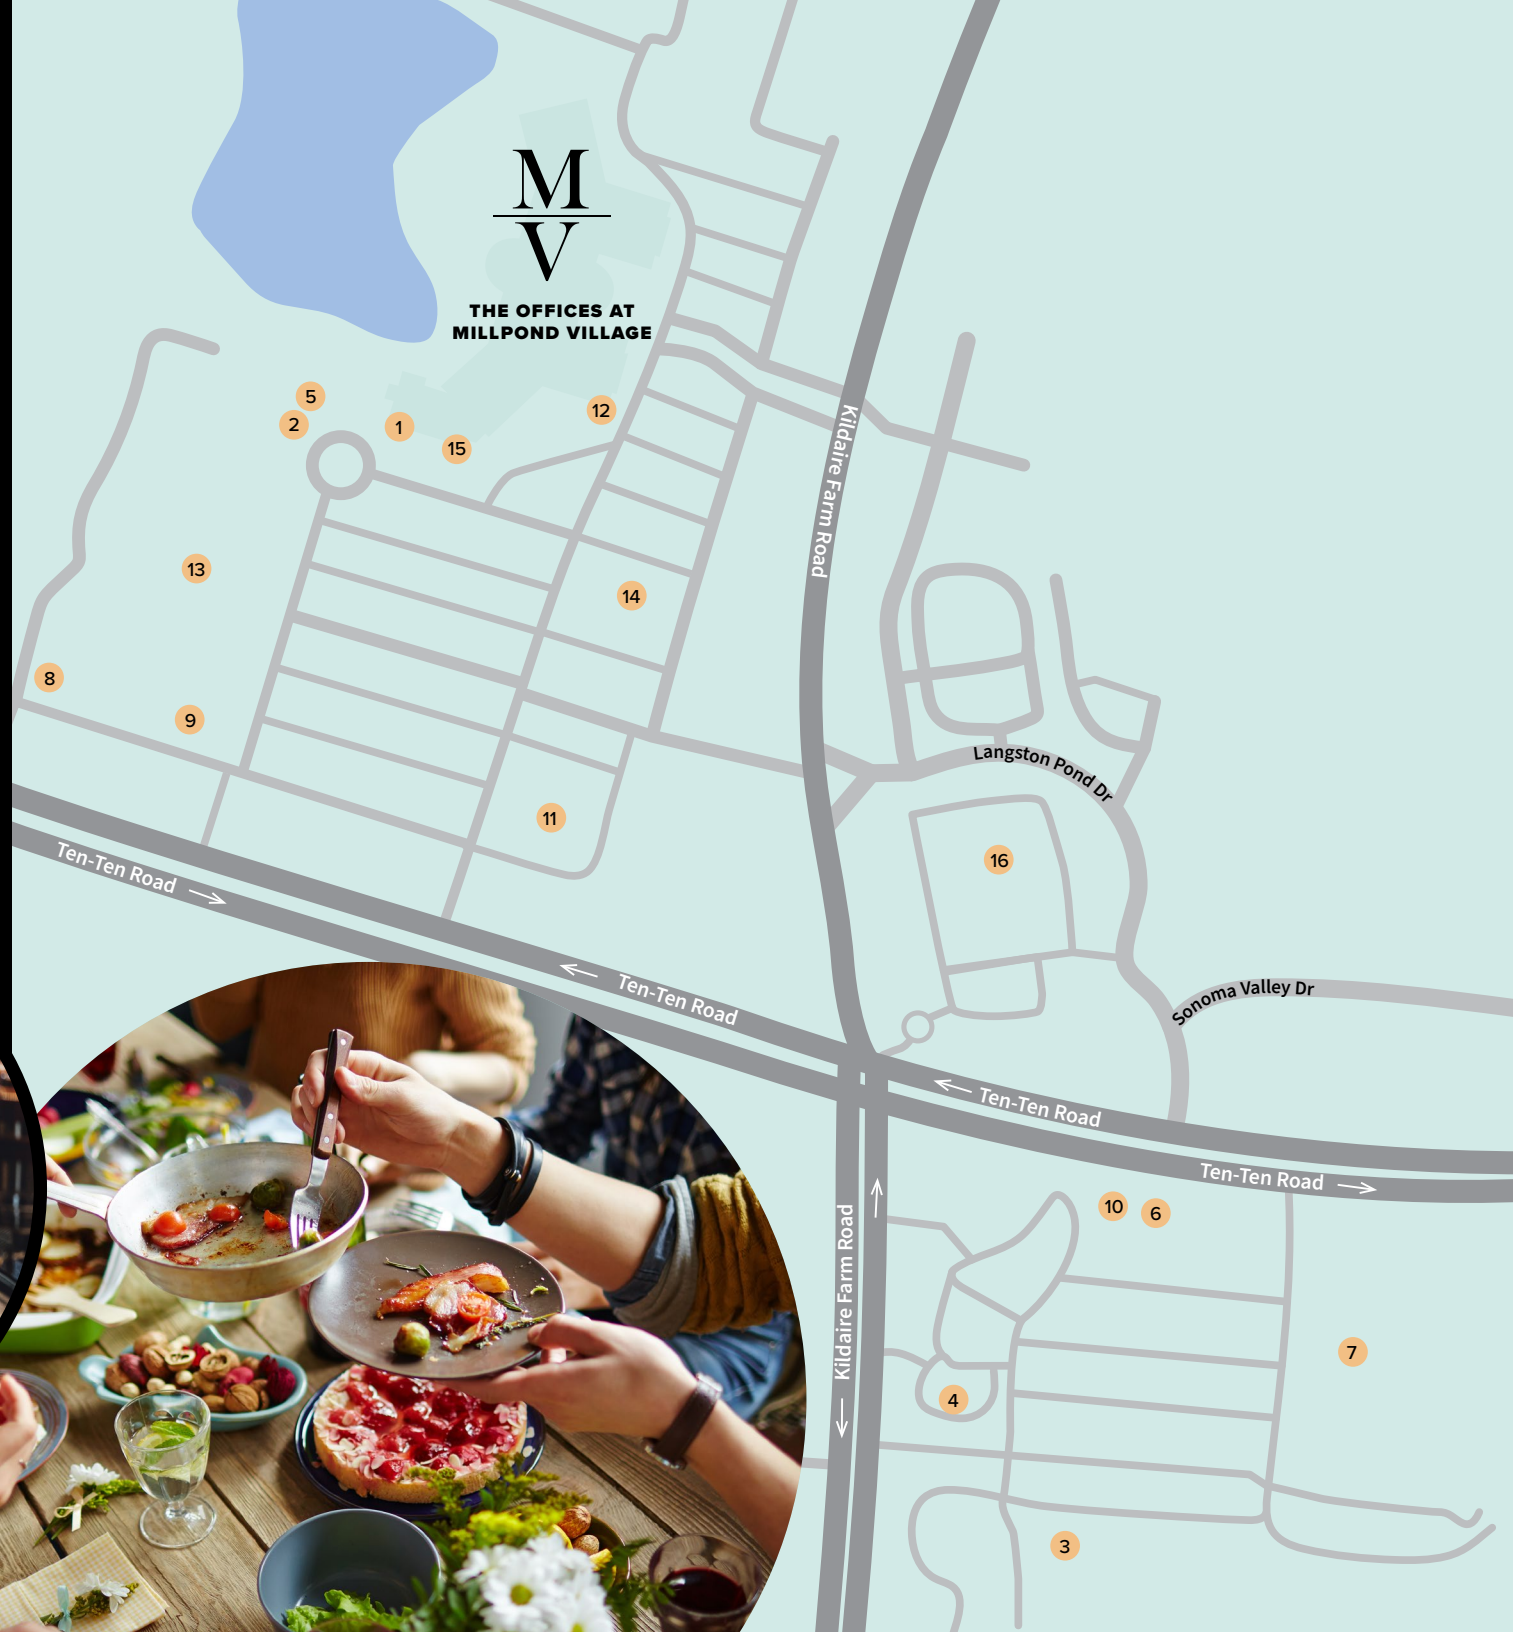 M
V
THE OFFICES AT
MILLPOND VILLAGE
5
2
1
12
15
Kildaire Farm Road
13
14
8
9
Langston Pond Dr
11
16
Ten-Ten Road
Ten-Ten Road
Sonoma Valley Dr
Ten-Ten Road
Ten-Ten Road
10
6
Kildaire Farm Road
7
4
3